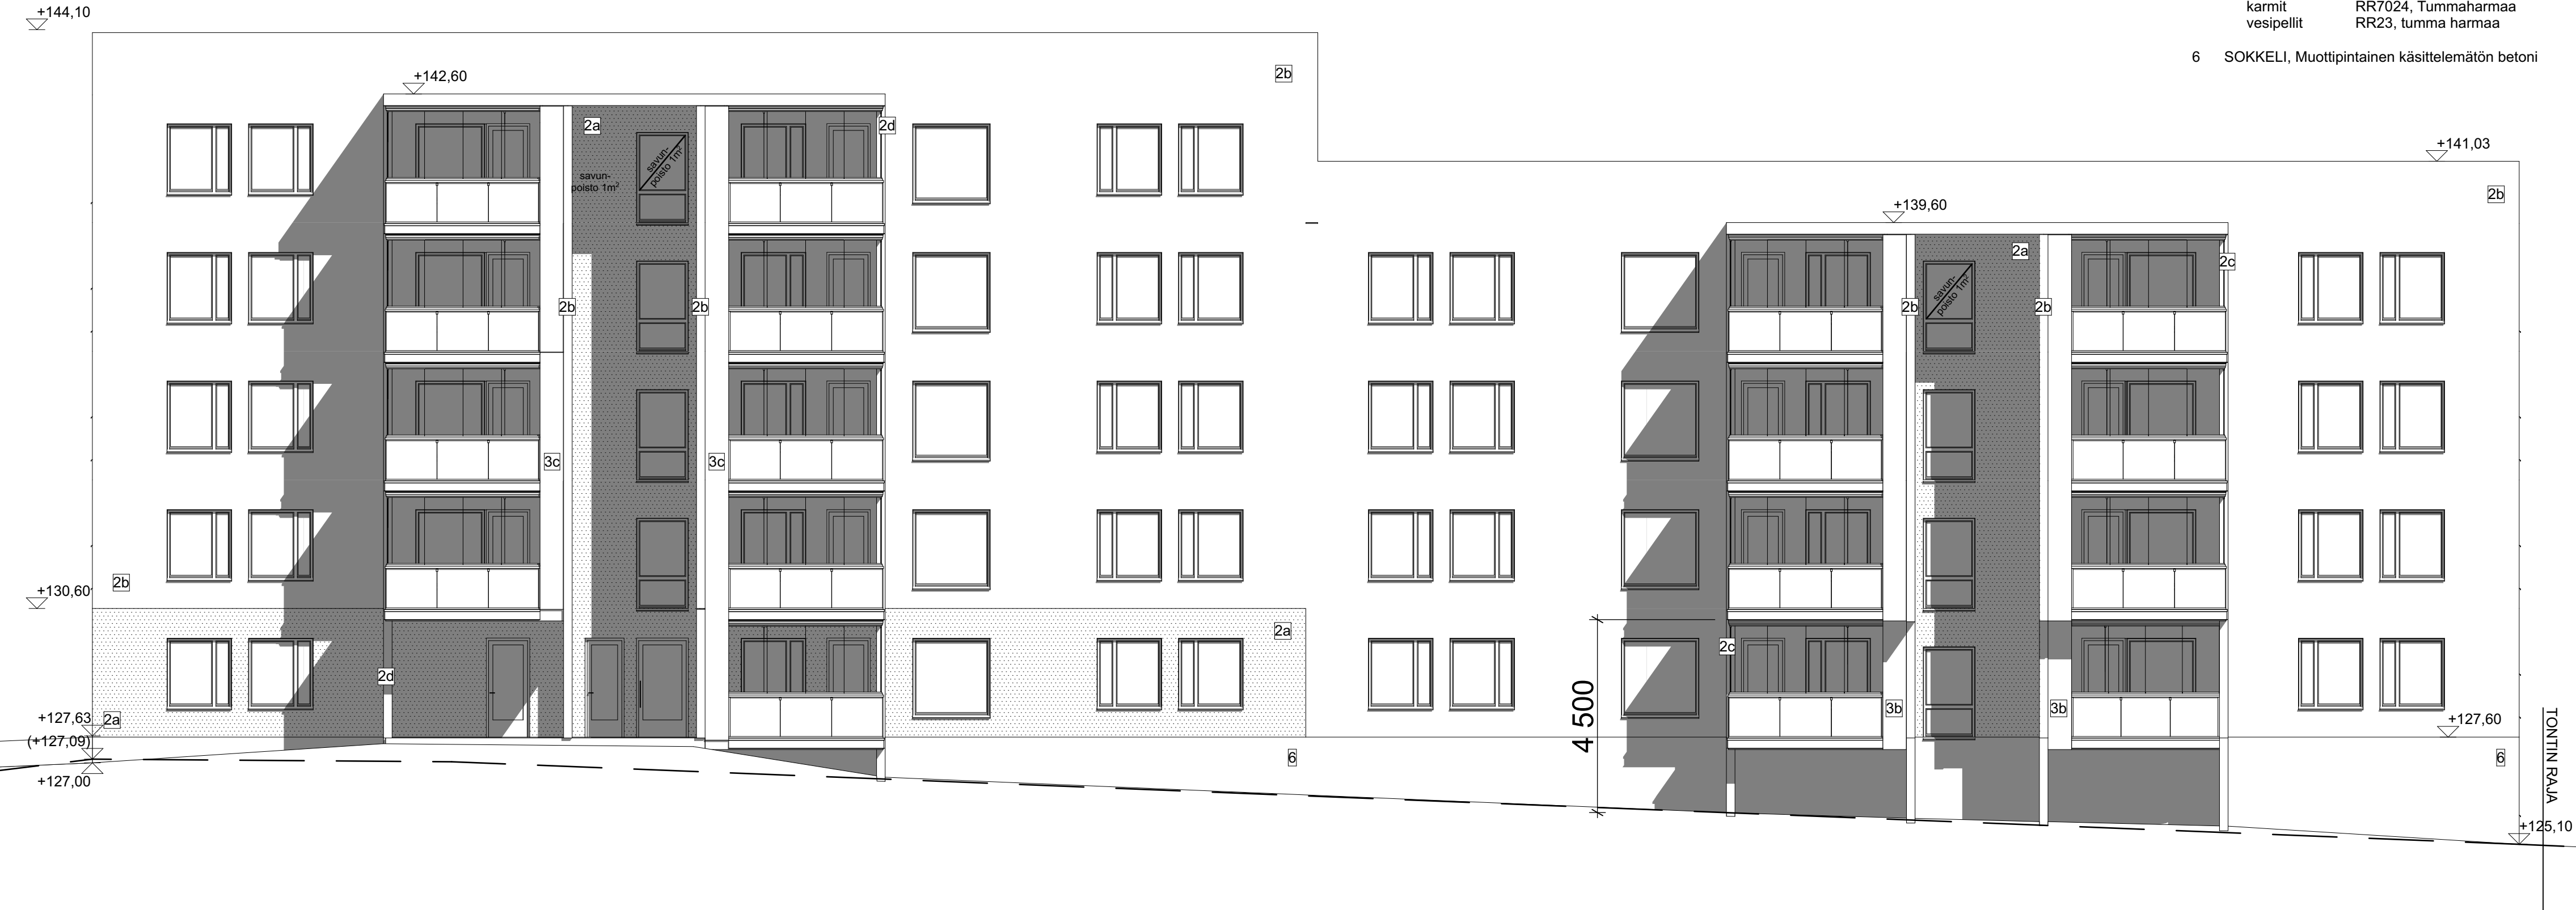 +144,10
karmit RR7024, Tummaharmaa
vesipellit RR23, tumma harmaa
6 SOKKELI, Muottipintainen käsittelemätön betoni
+142,60
2b
2a
2d
savun-
poisto 1m²
savun-
poisto 1m²
+141,03
2b
+139,60
2a
2c
savun-
poisto 1m²
2b
2b
2b
2b
3c
3c
2b
+130,60
2a
2d
2c
4 500
3b
3b
+127,63
2a
(+127,09)
+127,00
6
+127,60
6
TONTIN RAJA
+125,10